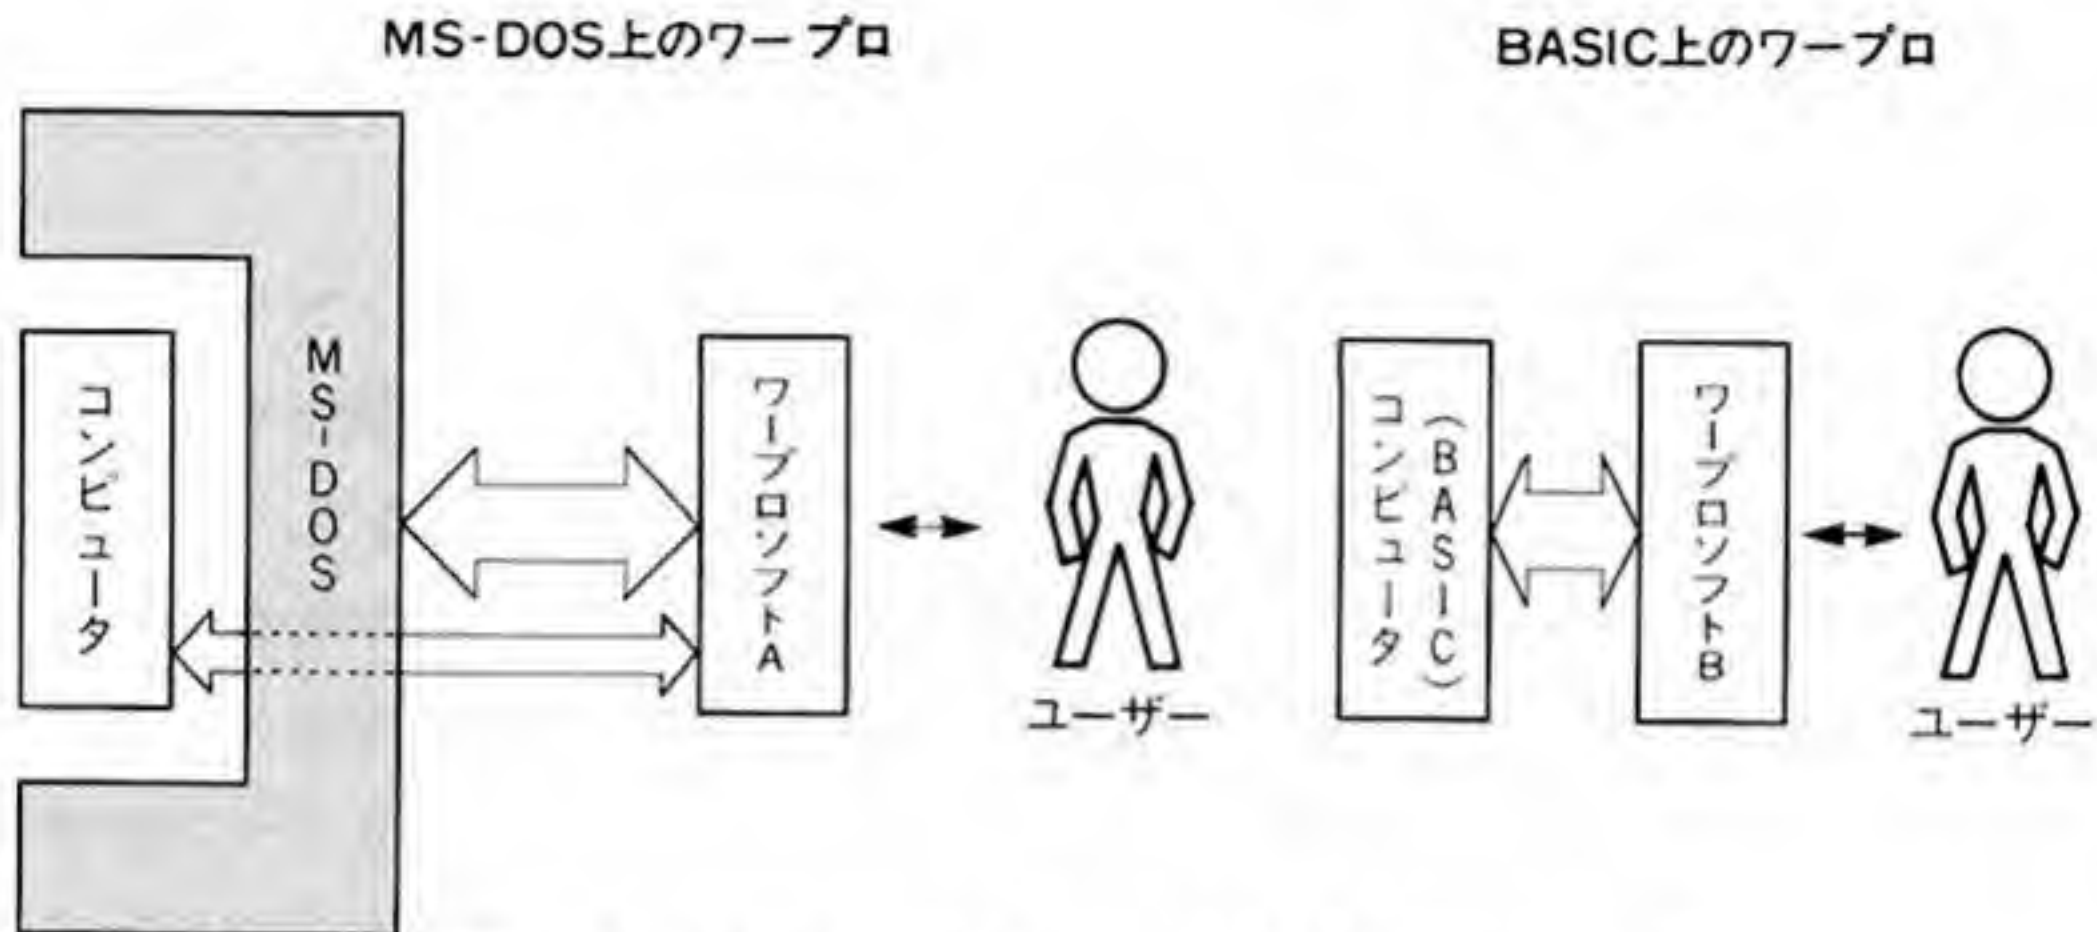 MS-DOS上のワープロ
コンピュータ
MS-DOS
ワープロソフトA
ユーザー
BASIC上のワープロ
コンピュータ
(BASIC)
ワープロソフトB
ユーザー